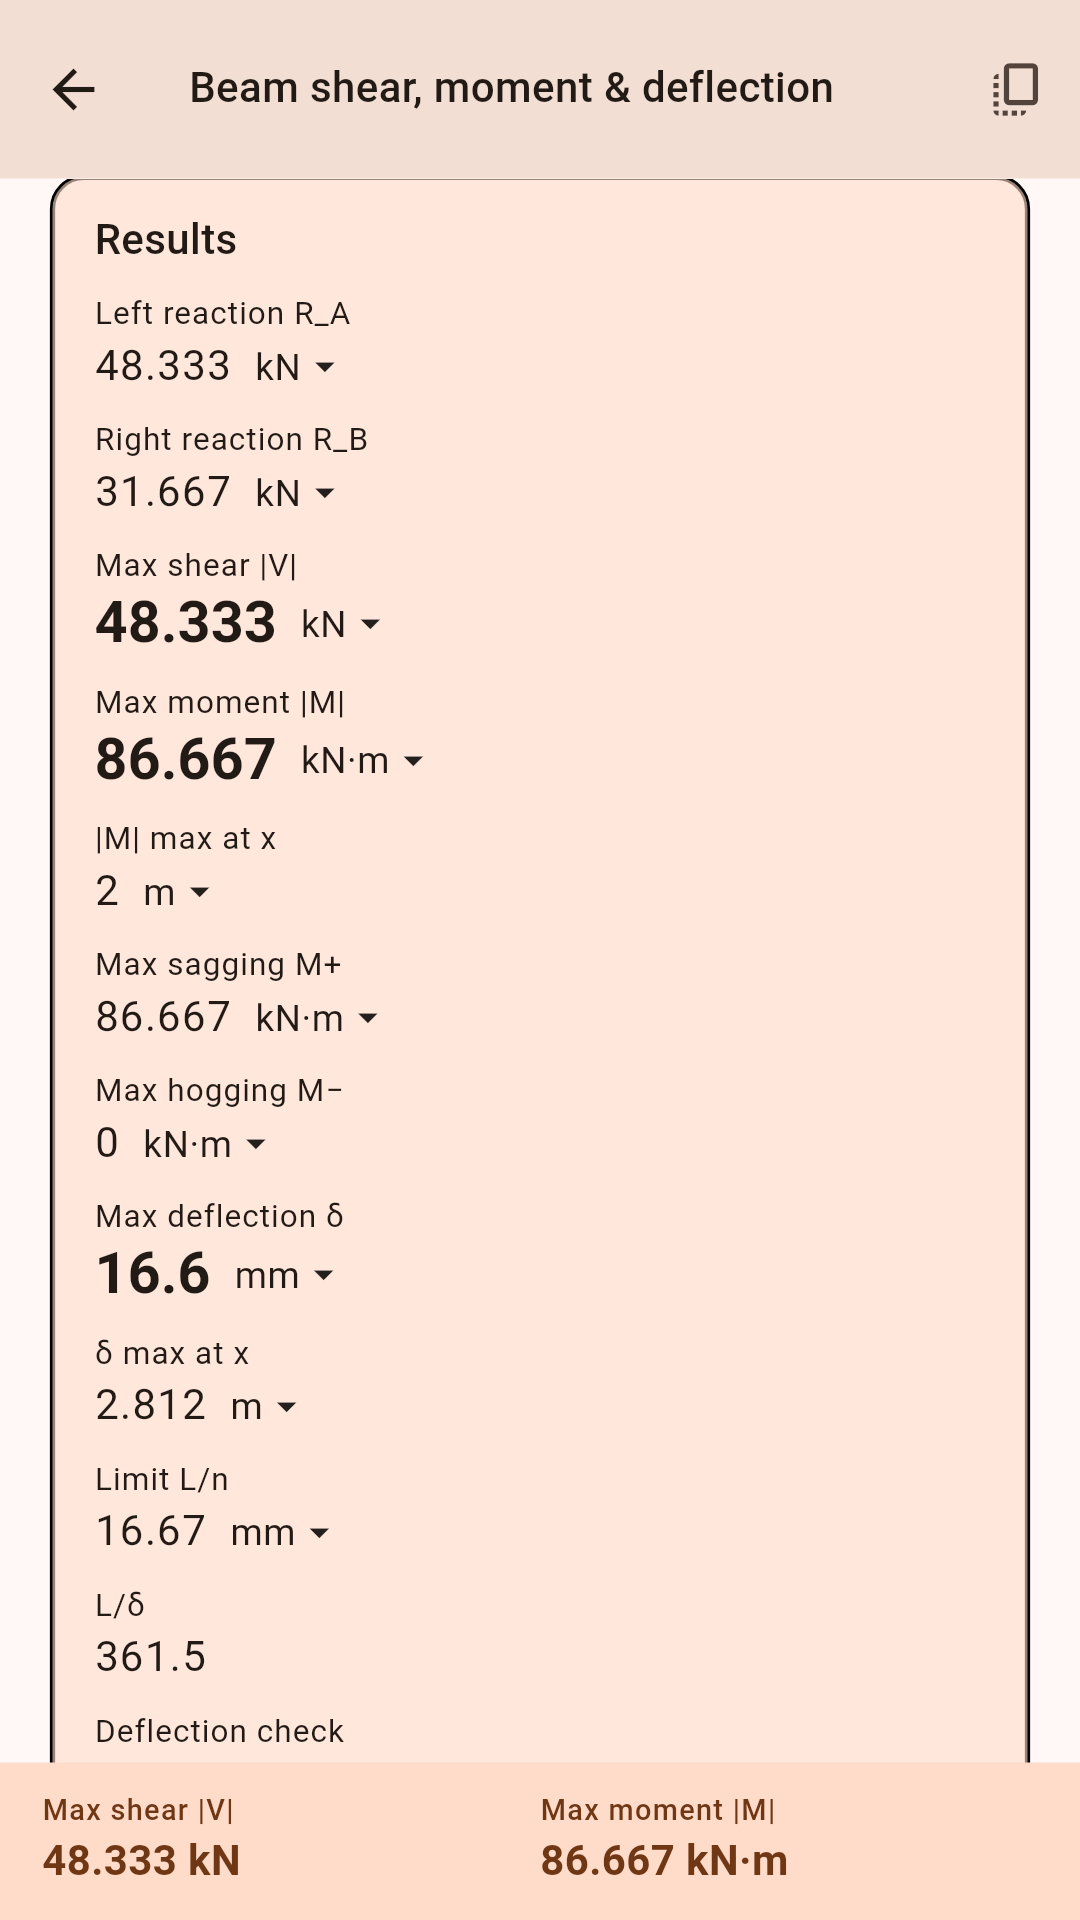 Beam shear, moment & deflection
Results
Left reaction R_A
48.333 kN
Right reaction R_B
31.667 kN
Max shear |V|
48.333 kN
Max moment |M|
86.667 kN·m
|M| max at x
2 m
Max sagging M+
86.667 kN·m
Max hogging M−
0 kN·m
Max deflection δ
16.6 mm
δ max at x
2.812 m
Limit L/n
16.67 mm
L/δ
361.5
Deflection check
Max shear |V|
48.333 kN
Max moment |M|
86.667 kN·m